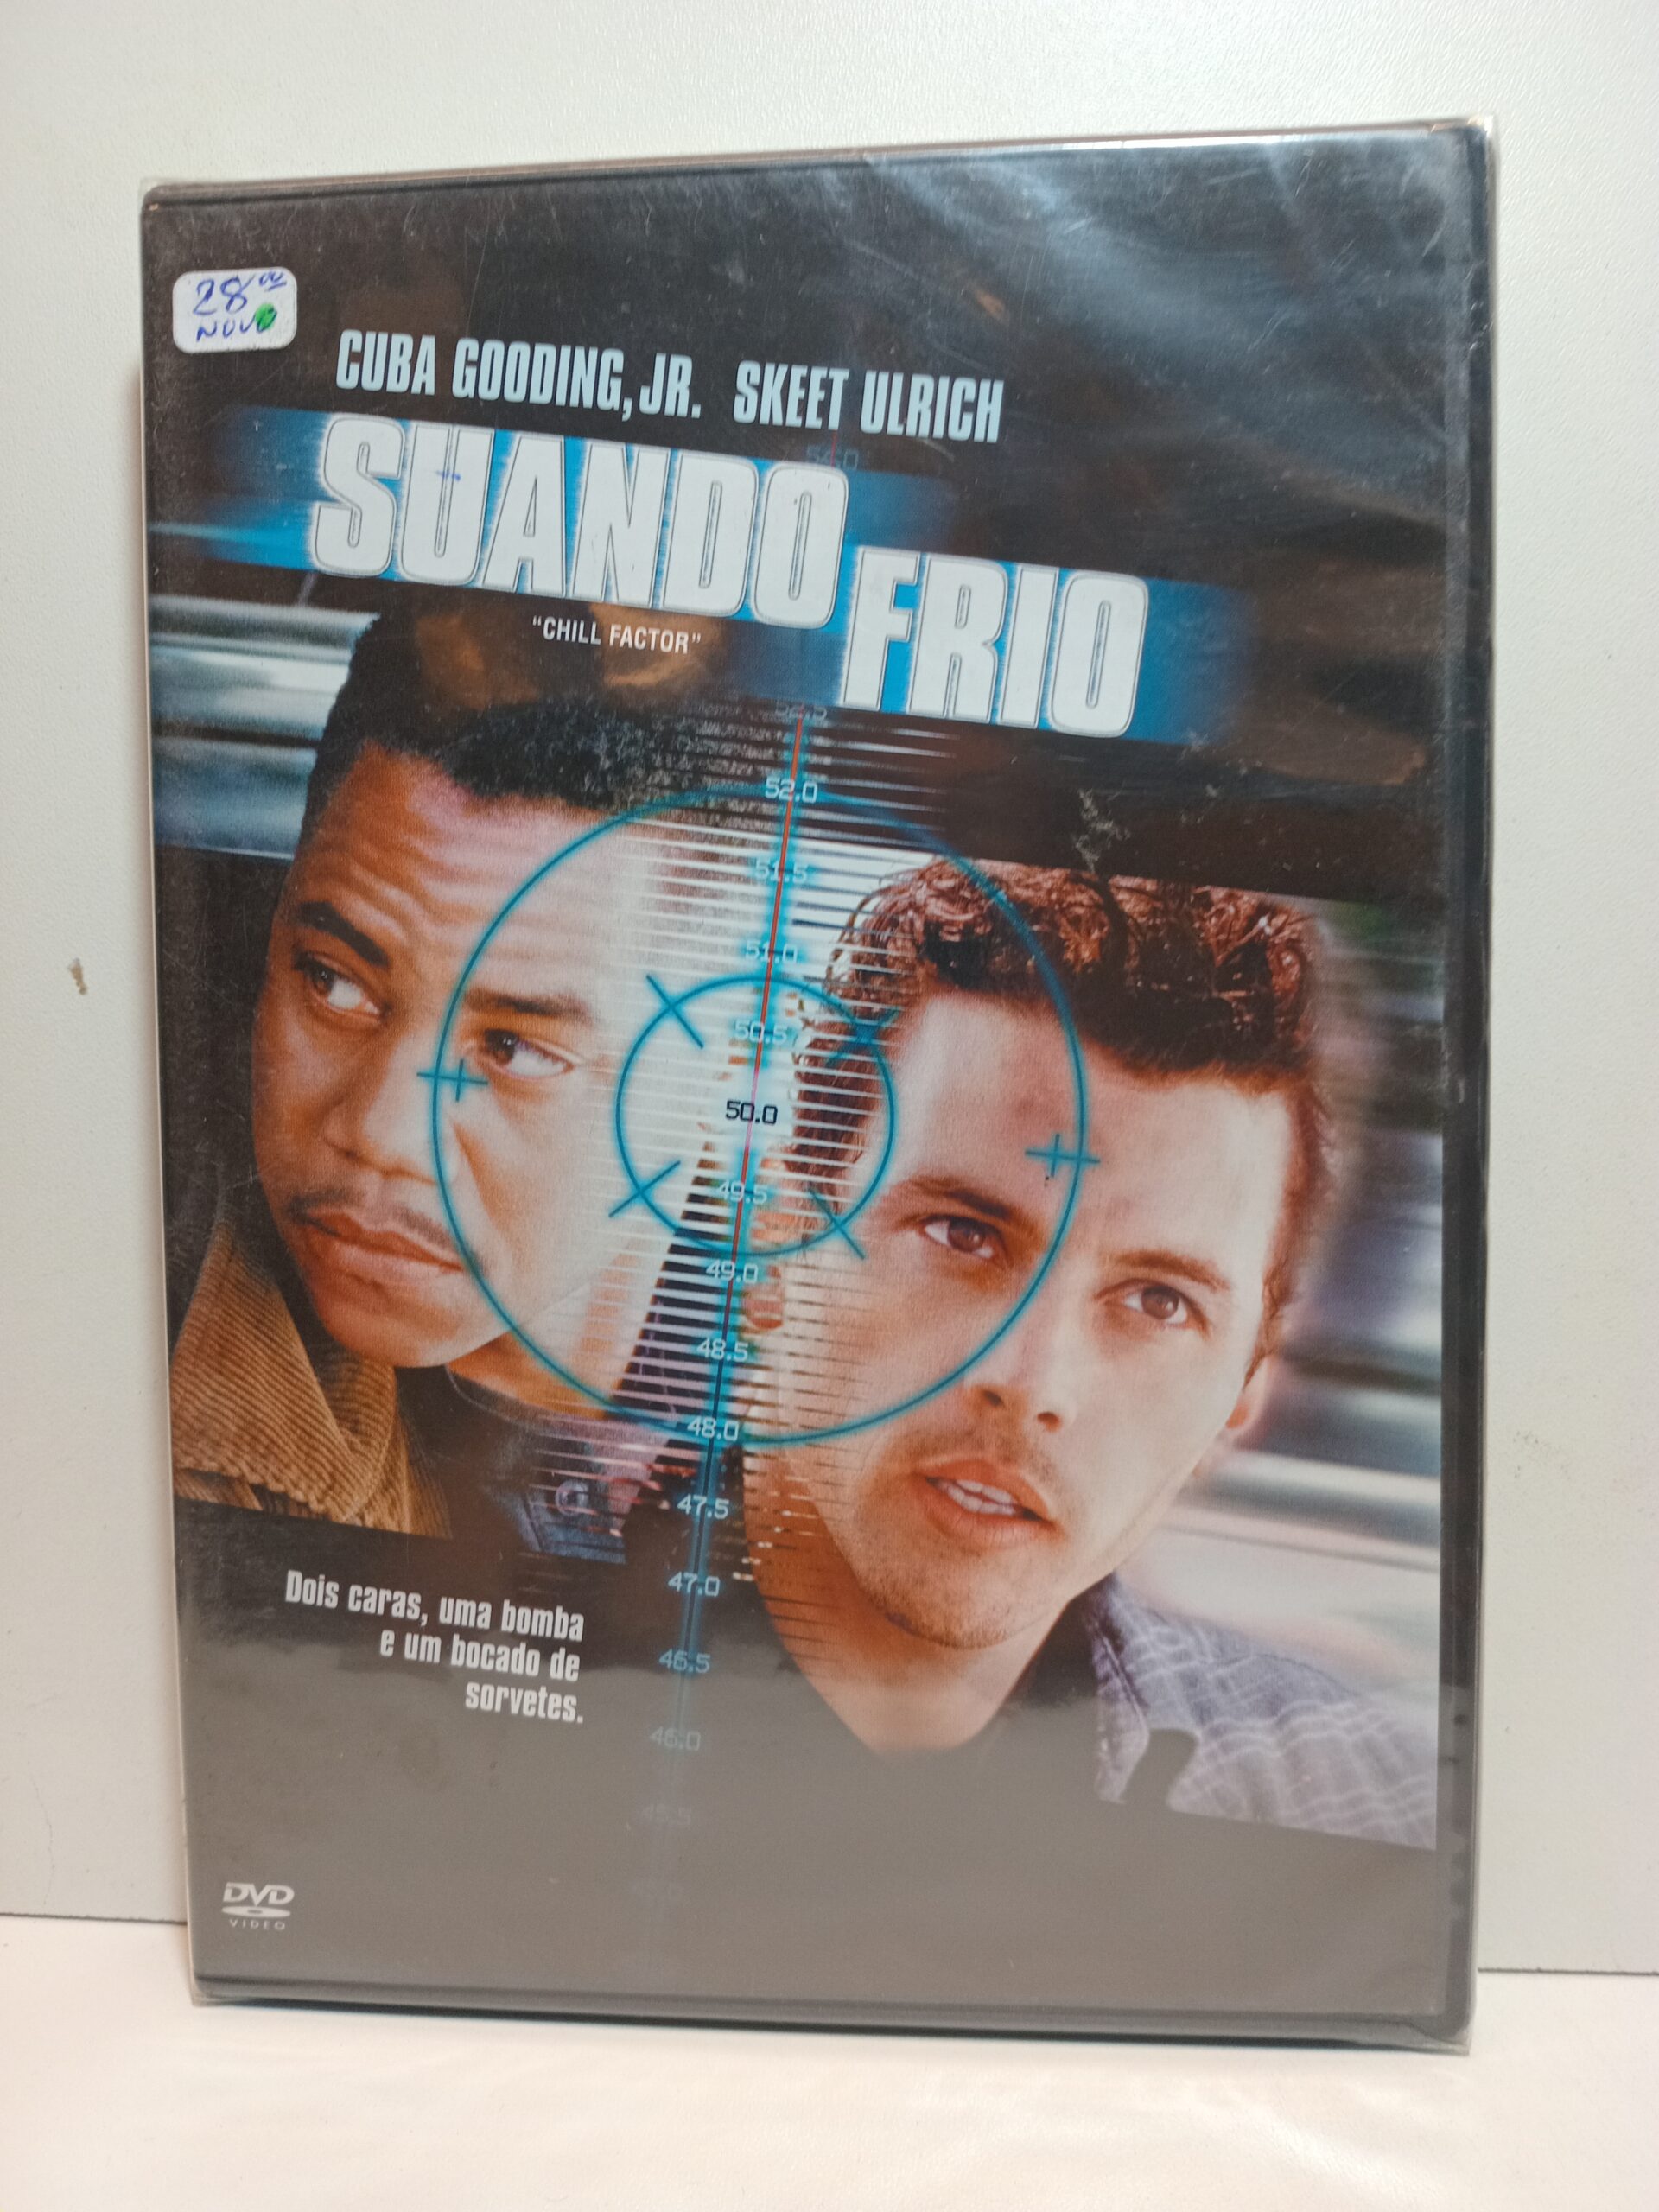 28,00
NOVO
CUBA GOODING, JR. SKEET ULRICH
SUANDO
FRIO
"CHILL FACTOR"
52.5
52.0
51.5
51.0
50.5
50.0
49.5
49.0
48.5
48.0
47.5
47.0
46.5
46.0
45.5
Dois caras, uma bomba
e um bocado de
sorvetes.
DVD
VIDEO